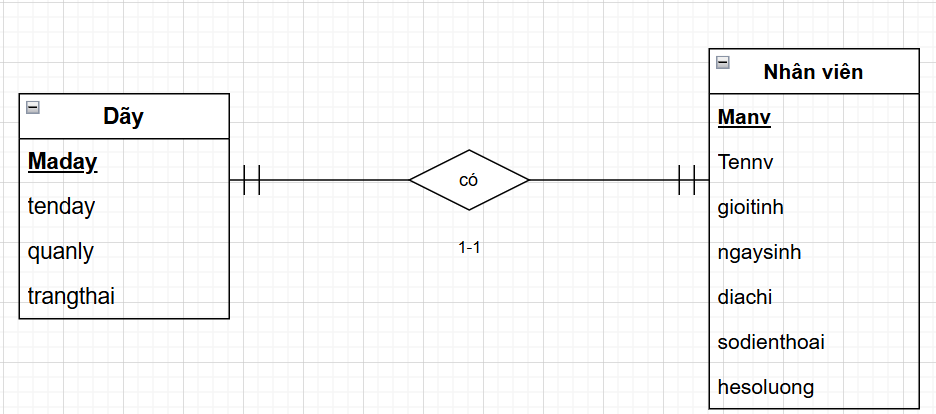 Dãy
Maday
tenday
quanly
trangthai
có
1-1
Nhân viên
Manv
Tennv
gioitinh
ngaysinh
diachi
sodienthoai
hesoluong